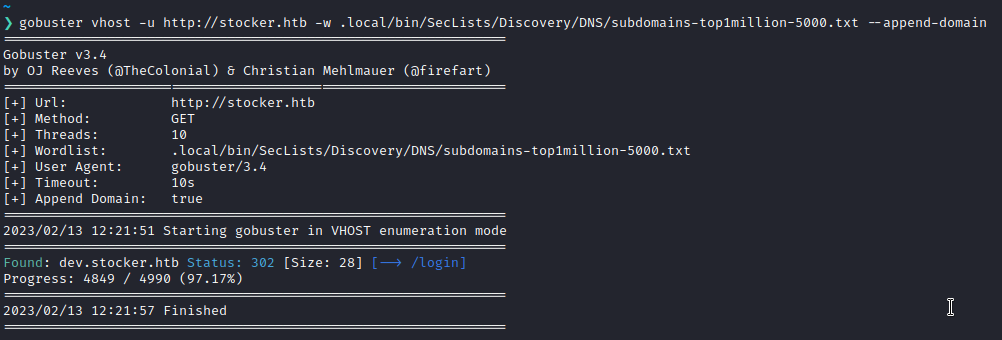 ~
❯ gobuster vhost -u http://stocker.htb -w .local/bin/SecLists/Discovery/DNS/subdomains-top1million-5000.txt --append-domain
===============================================================
Gobuster v3.4
by OJ Reeves (@TheColonial) & Christian Mehlmauer (@firefart)
===============================================================
[+] Url: http://stocker.htb
[+] Method: GET
[+] Threads: 10
[+] Wordlist: .local/bin/SecLists/Discovery/DNS/subdomains-top1million-5000.txt
[+] User Agent: gobuster/3.4
[+] Timeout: 10s
[+] Append Domain: true
===============================================================
2023/02/13 12:21:51 Starting gobuster in VHOST enumeration mode
===============================================================
Found: dev.stocker.htb Status: 302 [Size: 28] [--> /login]
Progress: 4849 / 4990 (97.17%)
===============================================================
2023/02/13 12:21:57 Finished
===============================================================